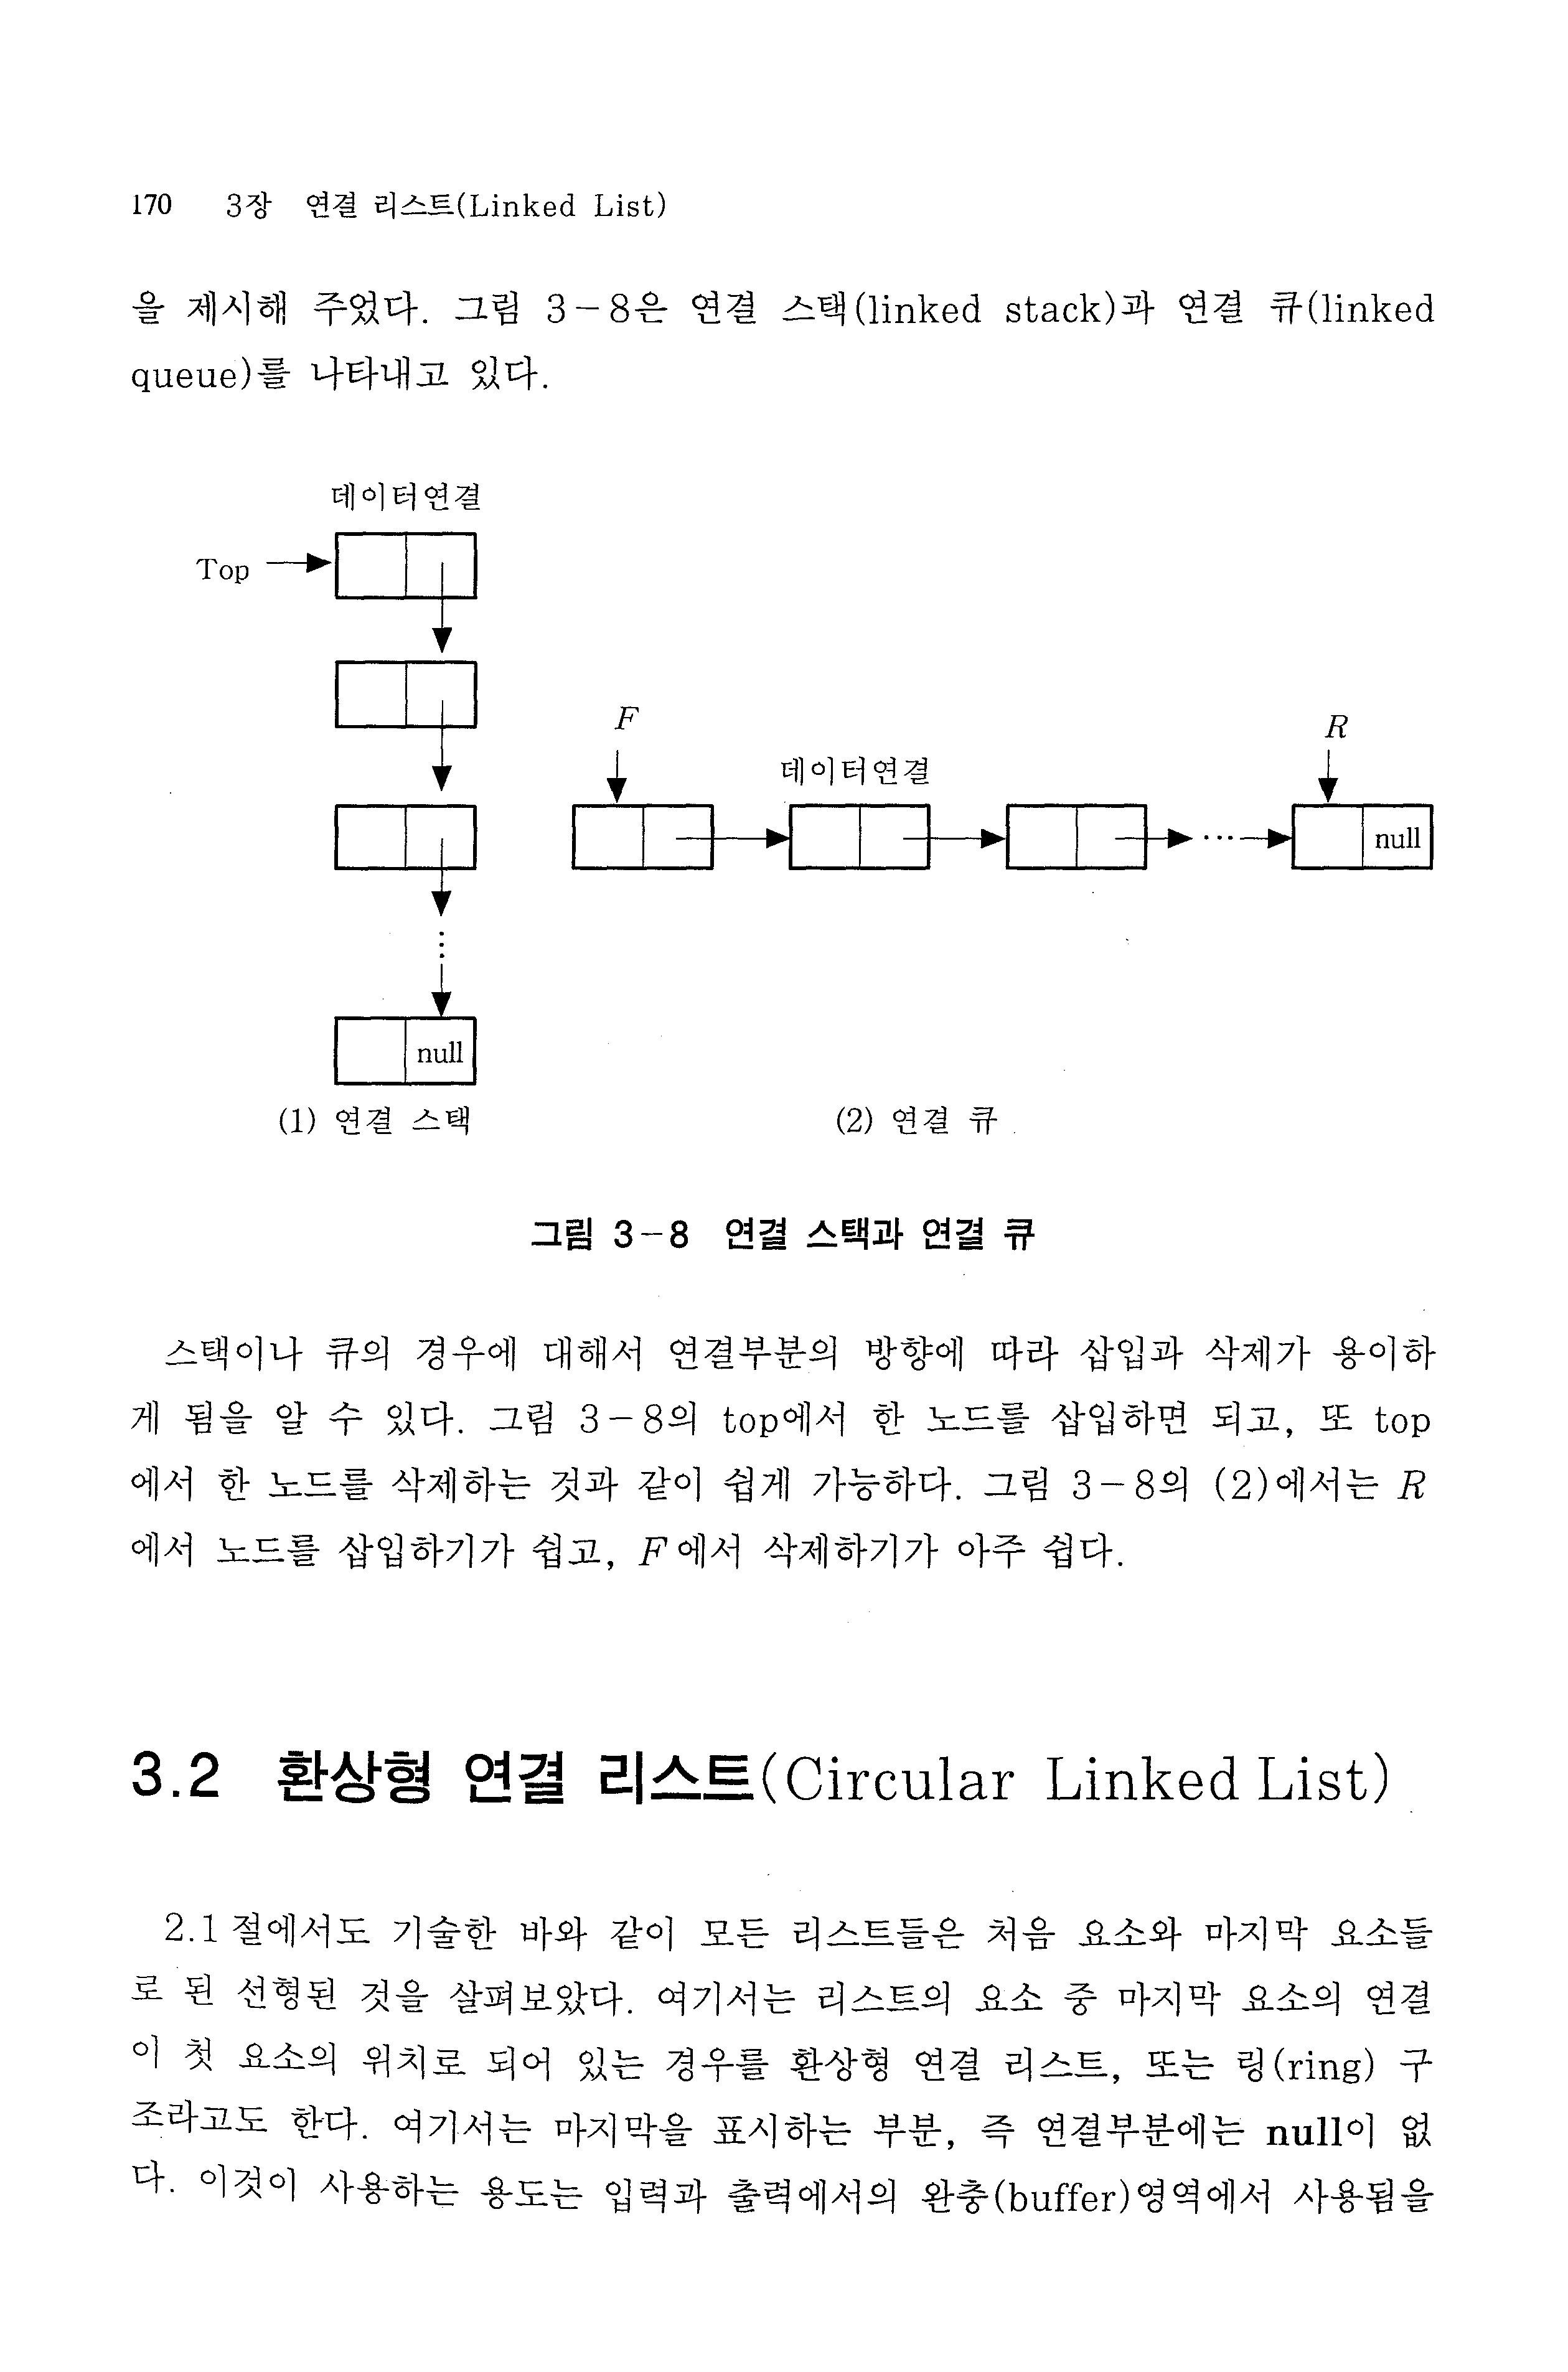 170 3장 연결 리스트(Linked List)
을 제시해 주었다. 그림 3-8은 연결 스택(linked stack)과 연결 큐(linked
queue)를 나타내고 있다.
데이터연결
Top
F
R
데이터연결
...
null
⋮
null
(1) 연결 스택
(2) 연결 큐
그림 3-8 연결 스택과 연결 큐
스택이나 큐의 경우에 대해서 연결부분의 방향에 따라 삽입과 삭제가 용이하
게 됨을 알 수 있다. 그림 3-8의 top에서 한 노드를 삽입하면 되고, 또 top
에서 한 노드를 삭제하는 것과 같이 쉽게 가능하다. 그림 3-8의 (2)에서는 R
에서 노드를 삽입하기가 쉽고, F에서 삭제하기가 아주 쉽다.
3.2 환상형 연결 리스트(Circular Linked List)
2.1절에서도 기술한 바와 같이 모든 리스트들은 처음 요소와 마지막 요소들
로 된 선형된 것을 살펴보았다. 여기서는 리스트의 요소 중 마지막 요소의 연결
이 첫 요소의 위치로 되어 있는 경우를 환상형 연결 리스트, 또는 링(ring) 구
조라고도 한다. 여기서는 마지막을 표시하는 부분, 즉 연결부분에는 null이 없
다. 이것이 사용하는 용도는 입력과 출력에서의 완충(buffer)영역에서 사용됨을